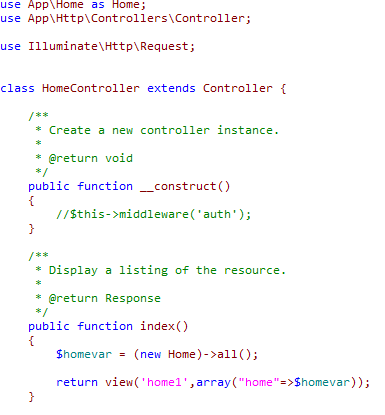 use App\Home as Home;
use App\Http\Controllers\Controller;
use Illuminate\Http\Request;
class HomeController extends Controller {
/**
* Create a new controller instance.
*
* @return void
*/
public function __construct()
{
//$this->middleware('auth');
}
/**
* Display a listing of the resource.
*
* @return Response
*/
public function index()
{
$homevar = (new Home)->all();
return view('home1',array("home"=>$homevar));
}